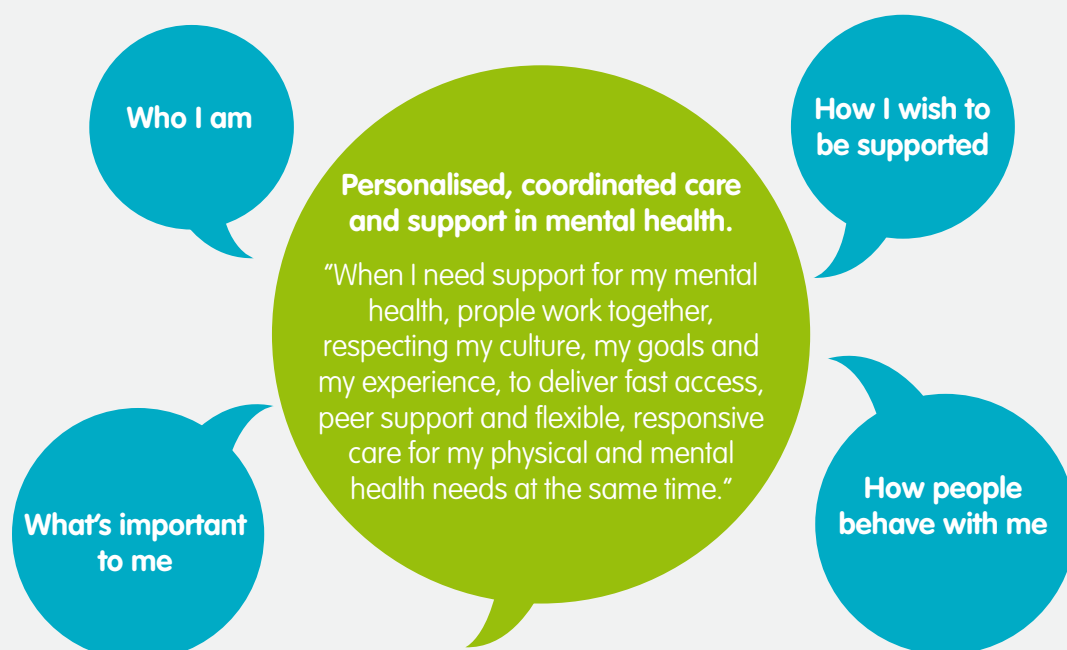 Who I am
How I wish to
be supported
Personalised, coordinated care
and support in mental health.
“When I need support for my mental
health, prople work together,
respecting my culture, my goals and
my experience, to deliver fast access,
peer support and flexible, responsive
care for my physical and mental
health needs at the same time.”
What’s important
to me
How people
behave with me